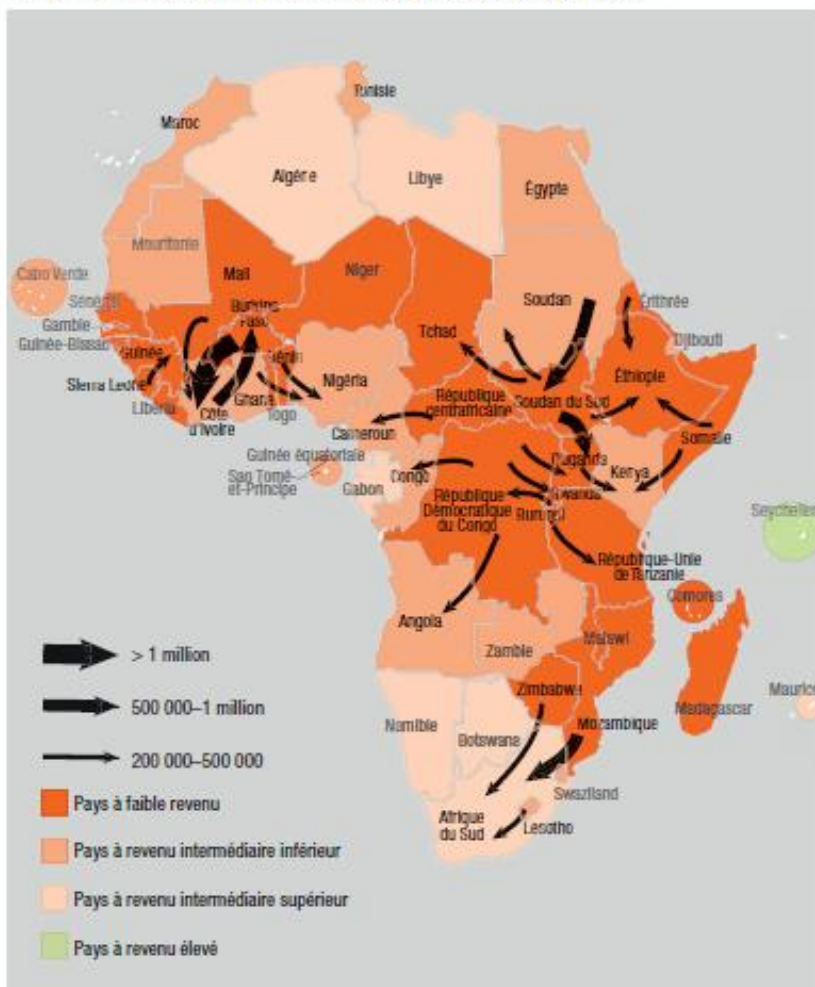 Tunisie
Maroc
Algérie
Libye
Égypte
Mauritanie
Cabo Verde
Mali
Niger
Soudan
Érithrée
Sénégal
Burkina
Faso
Tchad
Djibouti
Gambie
Guinée-Bissao
Guinée
Bénin
Nigéria
Éthiopie
Sierra Leone
Ghana
République
centrafricaine
Soudan du Sud
Liberia
Côte
d'Ivoire
Togo
Cameroun
Somalie
Guinée équatoriale
Ouganda
Kenya
Sao Tomé-
et-Principe
Gabon
Congo
Rwanda
République
Démocratique
du Congo
Burundi
Seychelles
République-Unie
de Tanzanie
Comores
Angola
Malawi
Zambie
Zimbabwe
Maurice
Namibie
Botswana
Mozambique
Madagascar
Swaziland
Afrique
du Sud
Lesotho
> 1 million
500 000–1 million
200 000–500 000
Pays à faible revenu
Pays à revenu intermédiaire inférieur
Pays à revenu intermédiaire supérieur
Pays à revenu élevé